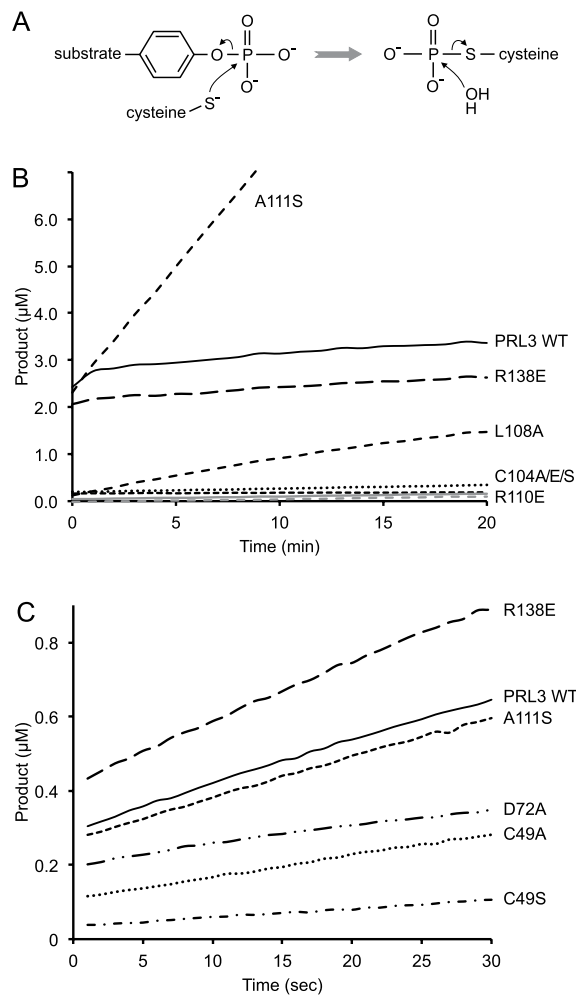 A
O
O
substrate
O
P
O⁻
O⁻
P
S
cysteine
O⁻
O⁻
OH
S⁻
H
cysteine
B
A111S
6.0
5.0
Product (µM)
4.0
PRL3 WT
3.0
R138E
2.0
L108A
1.0
C104A/E/S
0.0
R110E
0
5
10
15
20
Time (min)
C
R138E
0.8
PRL3 WT
A111S
0.6
Product (µM)
0.4
D72A
C49A
0.2
C49S
0
0
5
10
15
20
25
30
Time (sec)